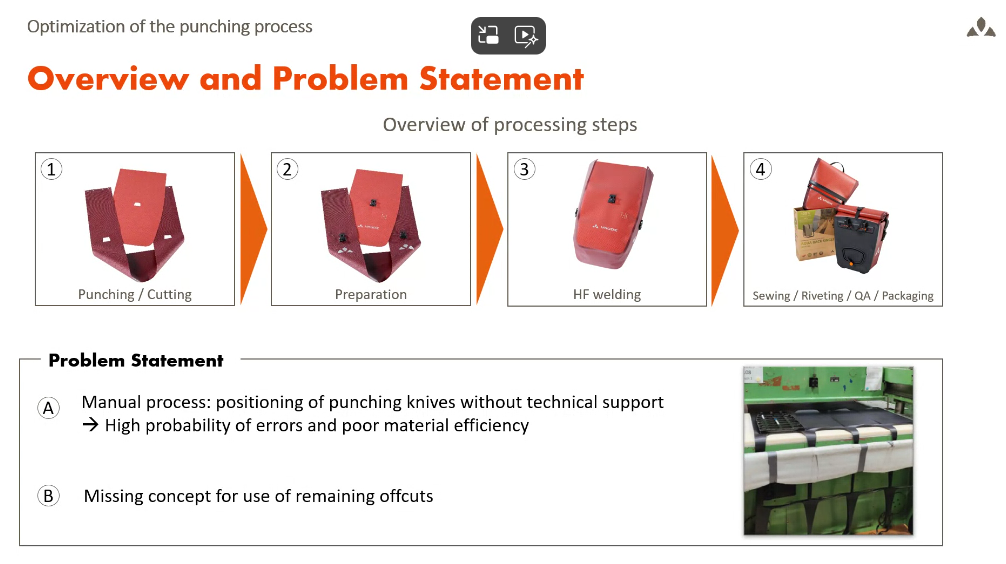 Optimization of the punching process
Overview and Problem Statement
Overview of processing steps
1
Punching / Cutting
2
Preparation
3
HF welding
4
Sewing / Riveting / QA / Packaging
Problem Statement
A
Manual process: positioning of punching knives without technical support
→ High probability of errors and poor material efficiency
B
Missing concept for use of remaining offcuts